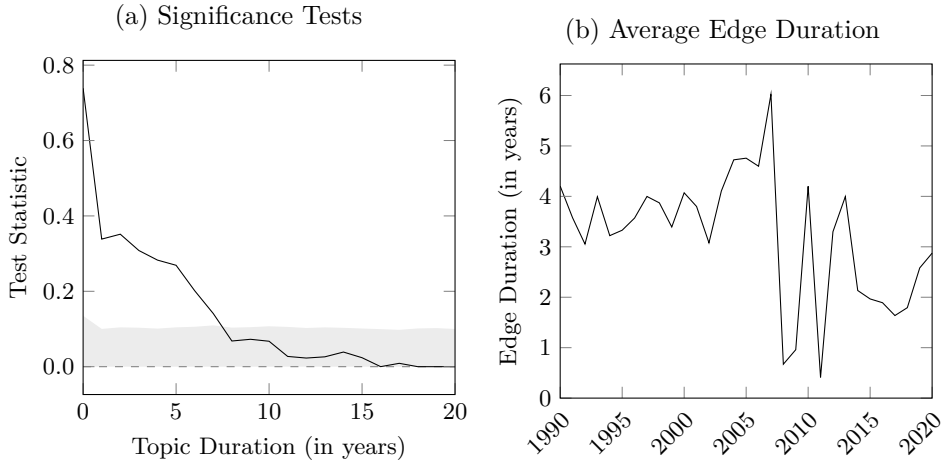 (a) Significance Tests
0.8
0.6
0.4
0.2
0.0
Test Statistic
0 5 10 15 20
Topic Duration (in years)
(b) Average Edge Duration
6
5
4
3
2
1
0
Edge Duration (in years)
1990 1995 2000 2005 2010 2015 2020